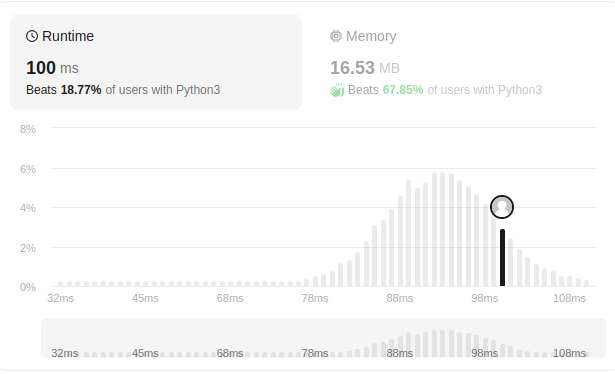 Runtime
100 ms
Beats 18.77% of users with Python3
Memory
16.53 MB
Beats 67.85% of users with Python3
8%
6%
4%
2%
0%
32ms 45ms 68ms 78ms 88ms 98ms 108ms
32ms 45ms 68ms 78ms 88ms 98ms 108ms